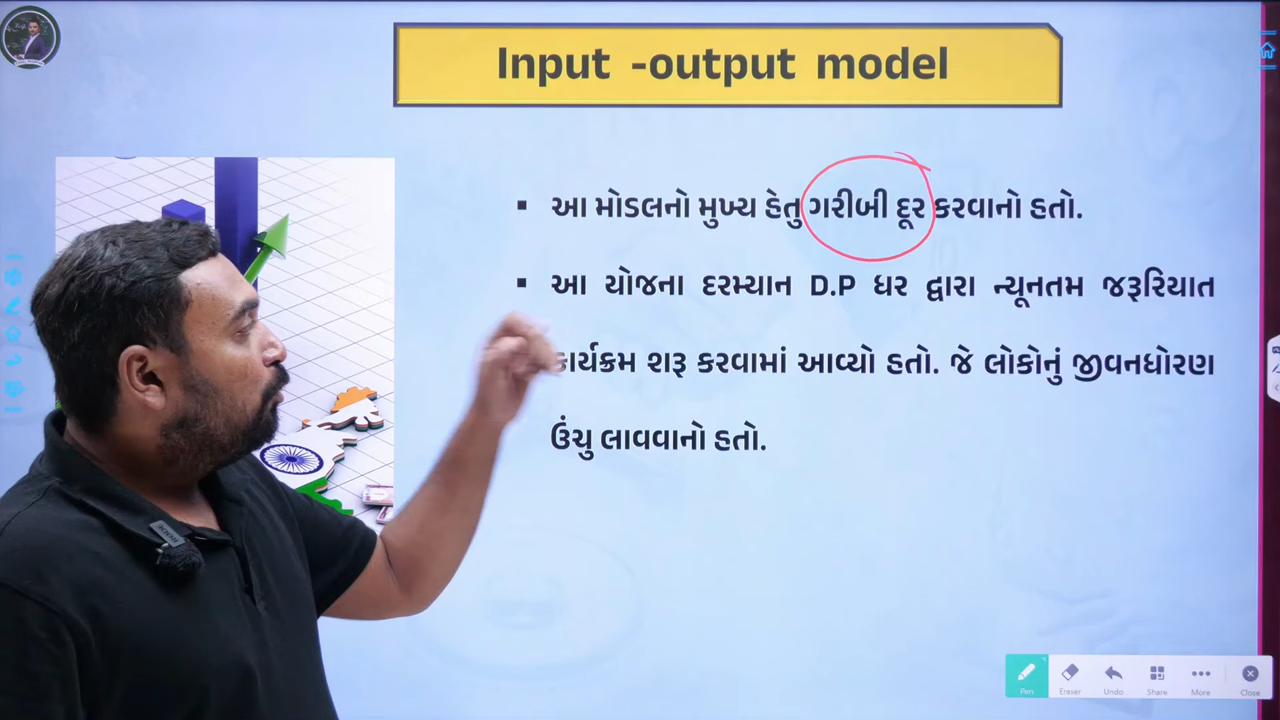 Input -output model
▪ આ મોડલનો મુખ્ય હેતુ ગરીબી દૂર કરવાનો હતો.
▪ આ યોજના દરમ્યાન D.P ધર દ્વારા ન્યૂનતમ જરૂરિયાત
કાર્યક્રમ શરૂ કરવામાં આવ્યો હતો. જે લોકોનું જીવનધોરણ
ઉંચુ લાવવાનો હતો.
Pen Eraser Undo Share More Close